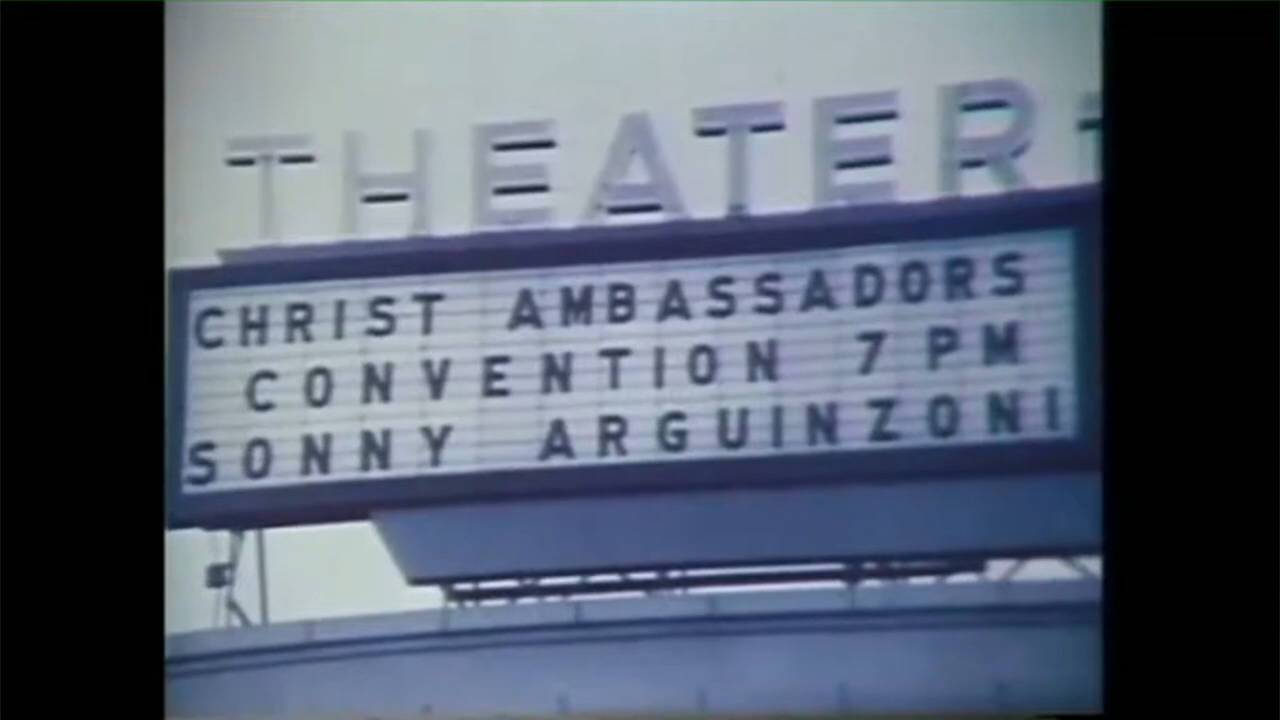 THEATER
CHRIST AMBASSADORS
CONVENTION 7 PM
SONNY ARGUINZONI